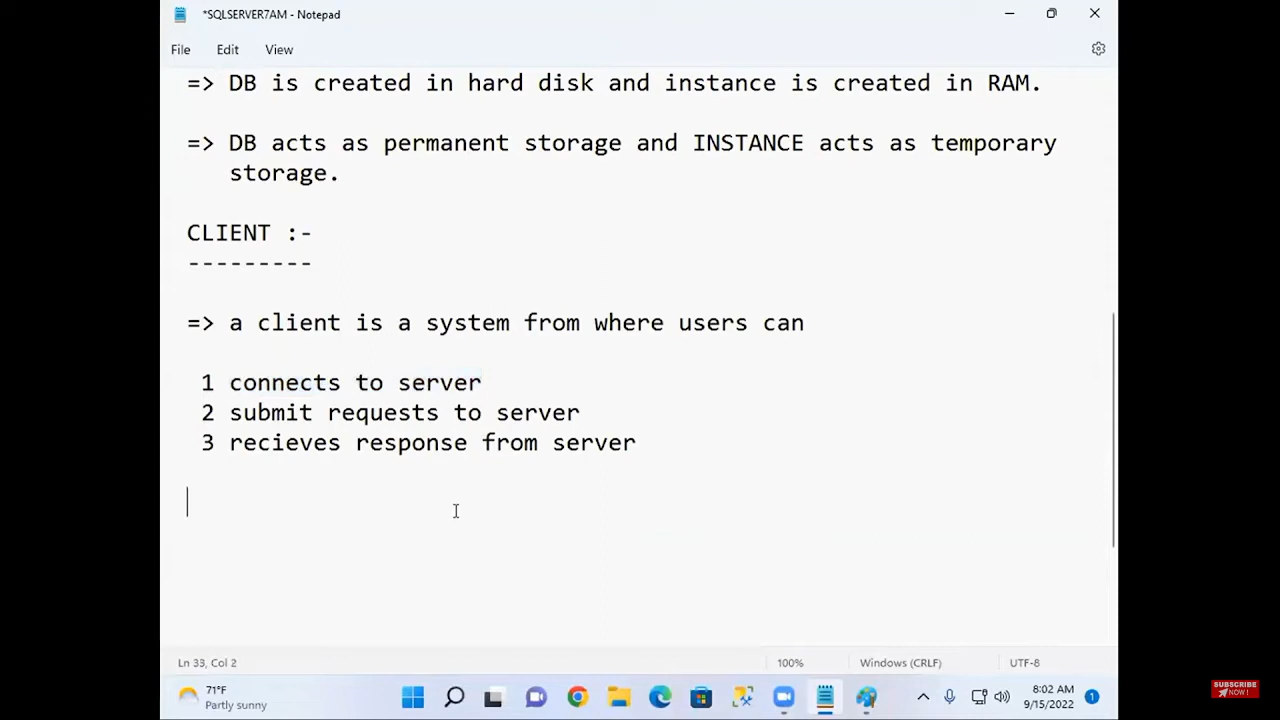 *SQLSERVER7AM - Notepad
File Edit View
=> DB is created in hard disk and instance is created in RAM.
=> DB acts as permanent storage and INSTANCE acts as temporary
storage.
CLIENT :-
---------
=> a client is a system from where users can
1 connects to server
2 submit requests to server
3 recieves response from server
Ln 33, Col 2 100% Windows (CRLF) UTF-8
71°F
Partly sunny
8:02 AM
9/15/2022
1
SUBSCRIBE
NOW!